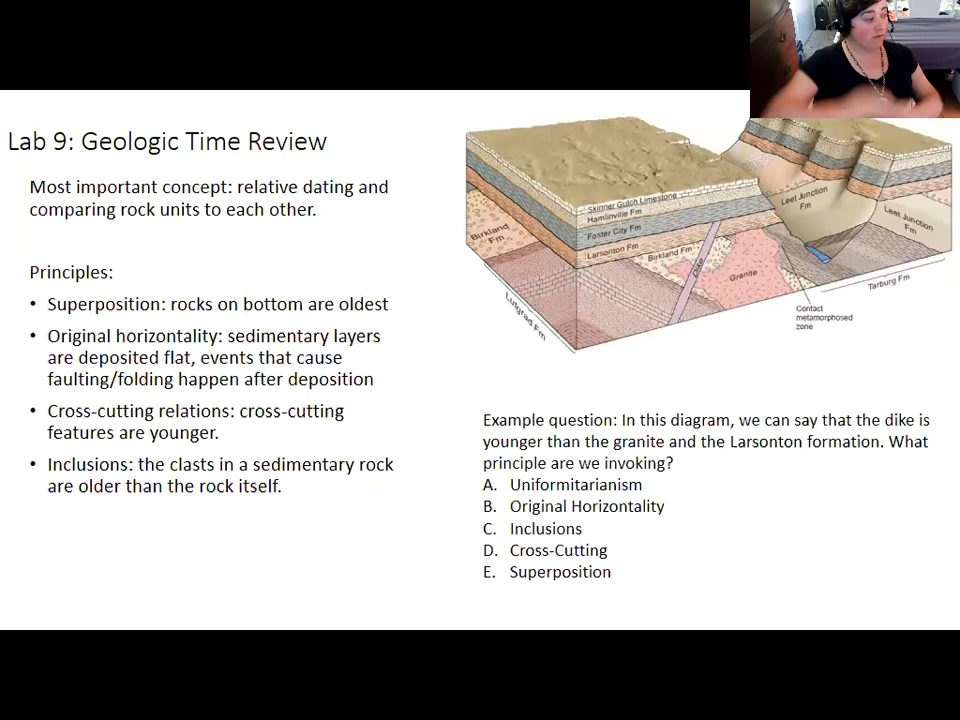 Lab 9: Geologic Time Review
Most important concept: relative dating and
comparing rock units to each other.
Principles:
• Superposition: rocks on bottom are oldest
• Original horizontality: sedimentary layers
are deposited flat, events that cause
faulting/folding happen after deposition
• Cross-cutting relations: cross-cutting
features are younger.
• Inclusions: the clasts in a sedimentary rock
are older than the rock itself.
Skinner Gulch Limestone
Hamlinville Fm
Foster City Fm
Larsonton Fm
Birkland
Fm
Birkland Fm
Dike
Granite
Leet Junction
Fm
Leet Junction
Fm
Tarburg Fm
Lutgrad Fm
Contact
metamorphosed
zone
Example question: In this diagram, we can say that the dike is
younger than the granite and the Larsonton formation. What
principle are we invoking?
A. Uniformitarianism
B. Original Horizontality
C. Inclusions
D. Cross-Cutting
E. Superposition